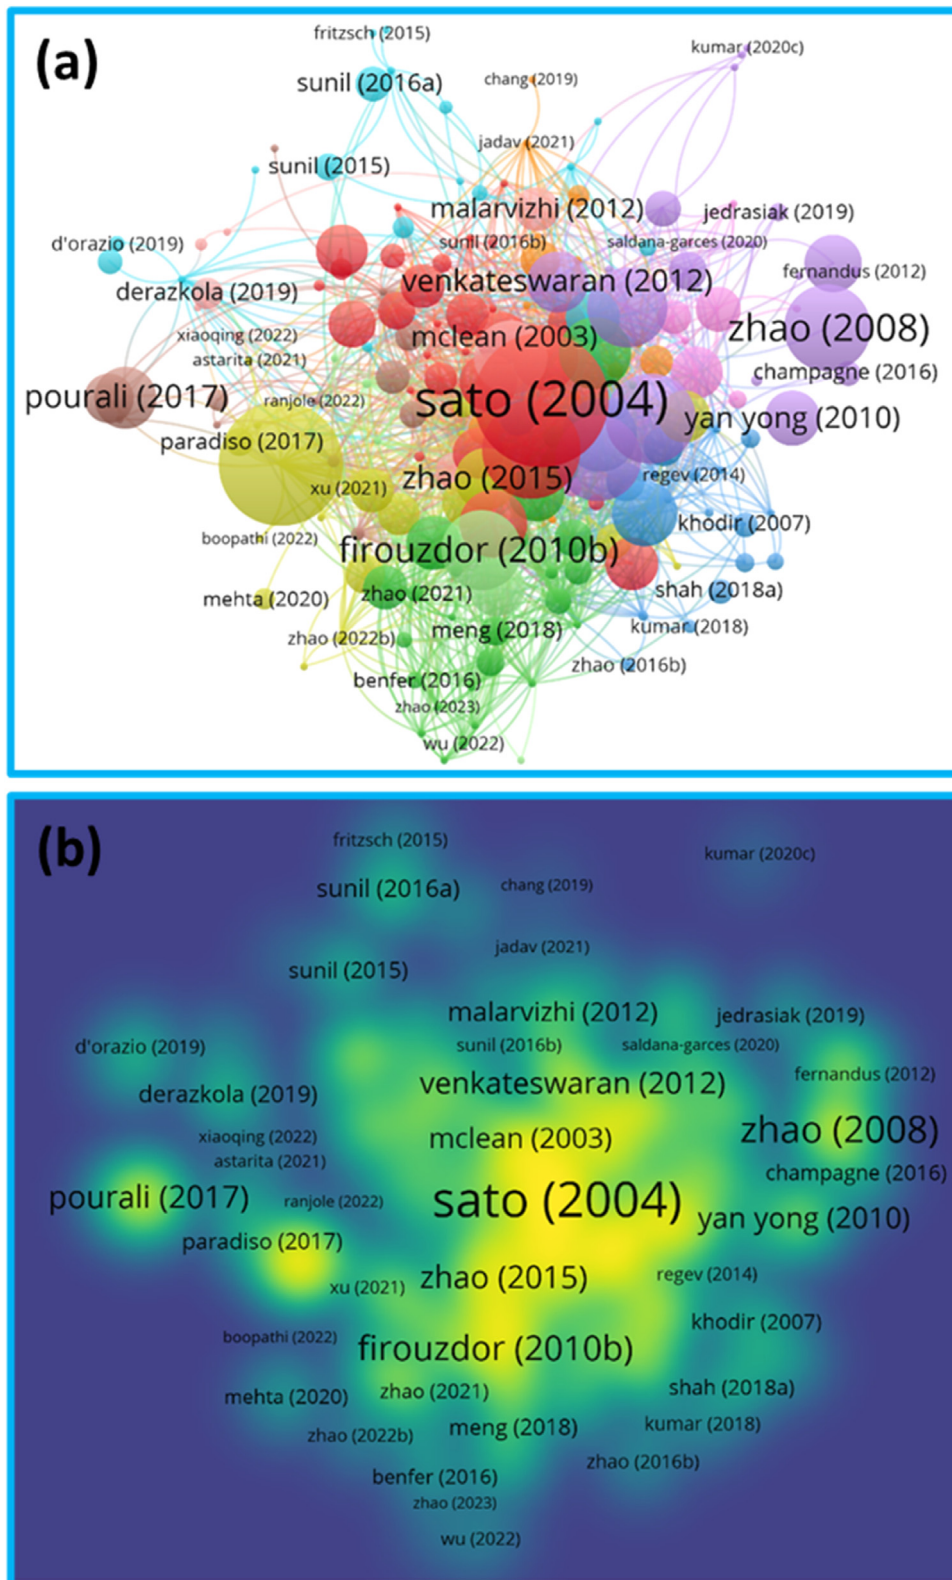 (a)
fritzsch (2015)
kumar (2020c)
sunil (2016a)
chang (2019)
jadav (2021)
sunil (2015)
malarvizhi (2012)
jedrasiak (2019)
d'orazio (2019)
sunil (2016b)
saldana-garces (2020)
fernandus (2012)
venkateswaran (2012)
derazkola (2019)
zhao (2008)
xiaoqing (2022)
mclean (2003)
astarita (2021)
champagne (2016)
pourali (2017)
ranjole (2022)
sato (2004)
yan yong (2010)
paradiso (2017)
zhao (2015)
regev (2014)
xu (2021)
khodir (2007)
boopathi (2022)
firouzdor (2010b)
zhao (2021)
shah (2018a)
mehta (2020)
meng (2018)
kumar (2018)
zhao (2022b)
zhao (2016b)
benfer (2016)
zhao (2023)
wu (2022)
(b)
fritzsch (2015)
kumar (2020c)
sunil (2016a)
chang (2019)
jadav (2021)
sunil (2015)
malarvizhi (2012)
jedrasiak (2019)
d'orazio (2019)
sunil (2016b)
saldana-garces (2020)
fernandus (2012)
venkateswaran (2012)
derazkola (2019)
zhao (2008)
xiaoqing (2022)
mclean (2003)
astarita (2021)
champagne (2016)
pourali (2017)
ranjole (2022)
sato (2004)
yan yong (2010)
paradiso (2017)
zhao (2015)
regev (2014)
xu (2021)
khodir (2007)
boopathi (2022)
firouzdor (2010b)
zhao (2021)
shah (2018a)
mehta (2020)
meng (2018)
kumar (2018)
zhao (2022b)
zhao (2016b)
benfer (2016)
zhao (2023)
wu (2022)